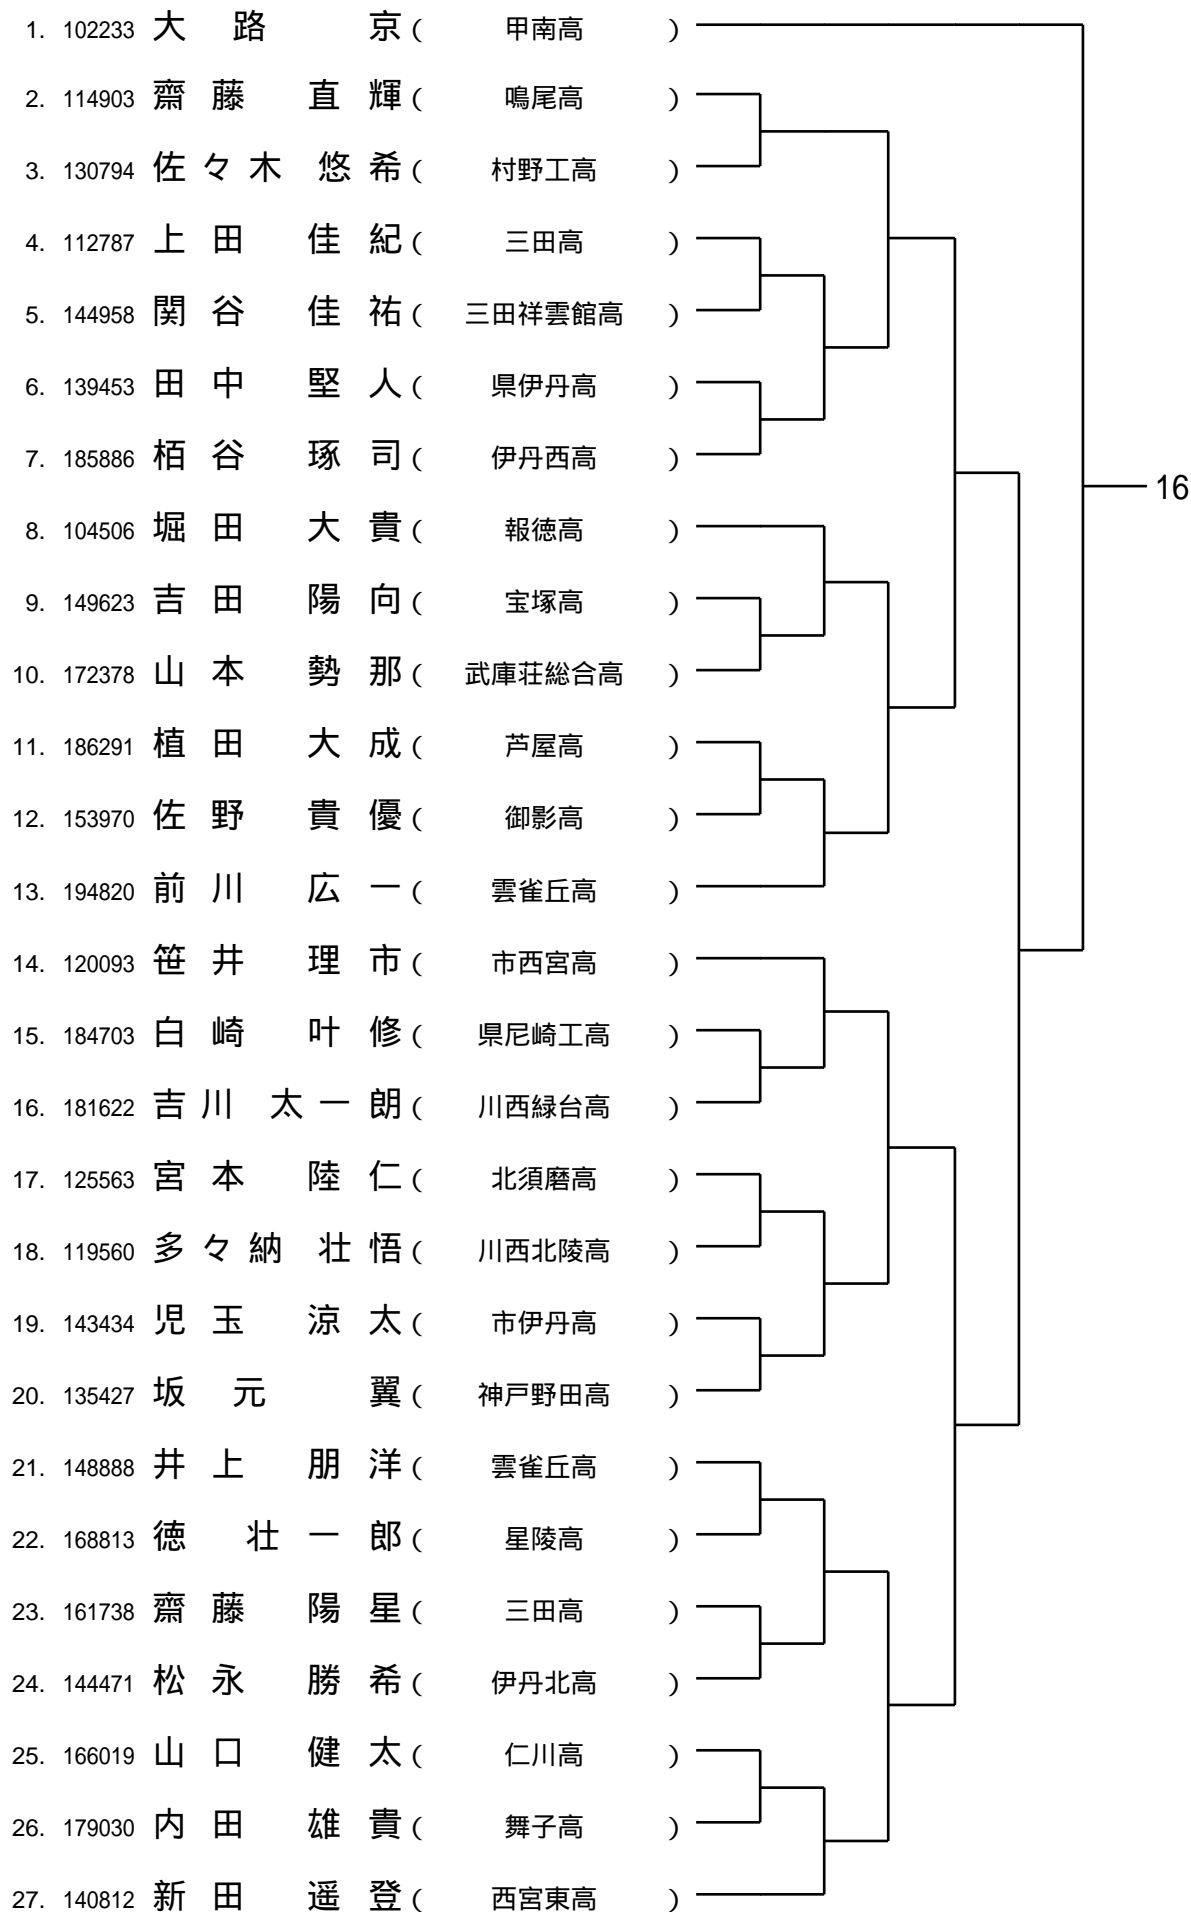 1. 102233 大路 京( 甲南高 )
2. 114903 齋藤 直輝( 鳴尾高 )
3. 130794 佐々木 悠希( 村野工高 )
4. 112787 上田 佳紀( 三田高 )
5. 144958 関谷 佳祐( 三田祥雲館高 )
6. 139453 田中 堅人( 県伊丹高 )
7. 185886 栢谷 琢司( 伊丹西高 )
16
8. 104506 堀田 大貴( 報徳高 )
9. 149623 吉田 陽向( 宝塚高 )
10. 172378 山本 勢那( 武庫荘総合高 )
11. 186291 植田 大成( 芦屋高 )
12. 153970 佐野 貴優( 御影高 )
13. 194820 前川 広一( 雲雀丘高 )
14. 120093 笹井 理市( 市西宮高 )
15. 184703 白崎 叶修( 県尼崎工高 )
16. 181622 吉川 太一朗( 川西緑台高 )
17. 125563 宮本 陸仁( 北須磨高 )
18. 119560 多々納 壮悟( 川西北陵高 )
19. 143434 児玉 涼太( 市伊丹高 )
20. 135427 坂元 翼( 神戸野田高 )
21. 148888 井上 朋洋( 雲雀丘高 )
22. 168813 徳 壮一郎( 星陵高 )
23. 161738 齋藤 陽星( 三田高 )
24. 144471 松永 勝希( 伊丹北高 )
25. 166019 山口 健太( 仁川高 )
26. 179030 内田 雄貴( 舞子高 )
27. 140812 新田 遥登( 西宮東高 )